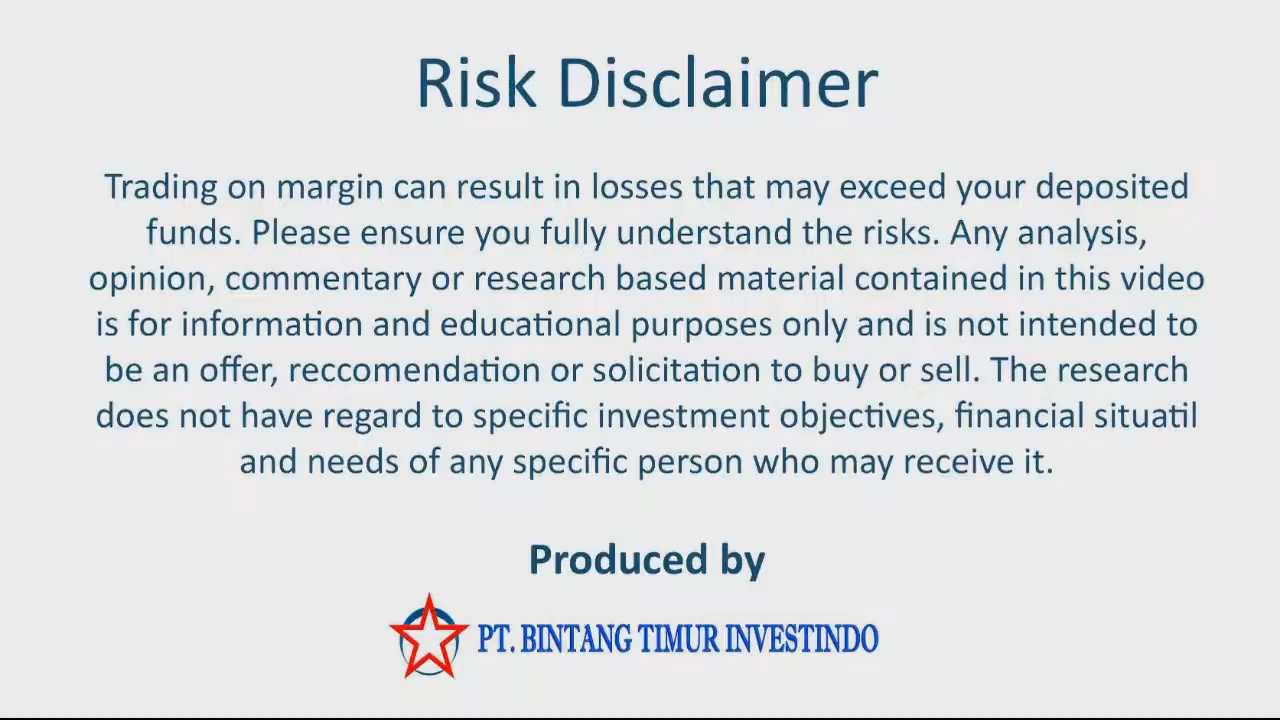 Risk Disclaimer
Trading on margin can result in losses that may exceed your deposited
funds. Please ensure you fully understand the risks. Any analysis,
opinion, commentary or research based material contained in this video
is for information and educational purposes only and is not intended to
be an offer, reccomendation or solicitation to buy or sell. The research
does not have regard to specific investment objectives, financial situatil
and needs of any specific person who may receive it.
Produced by
PT. BINTANG TIMUR INVESTINDO